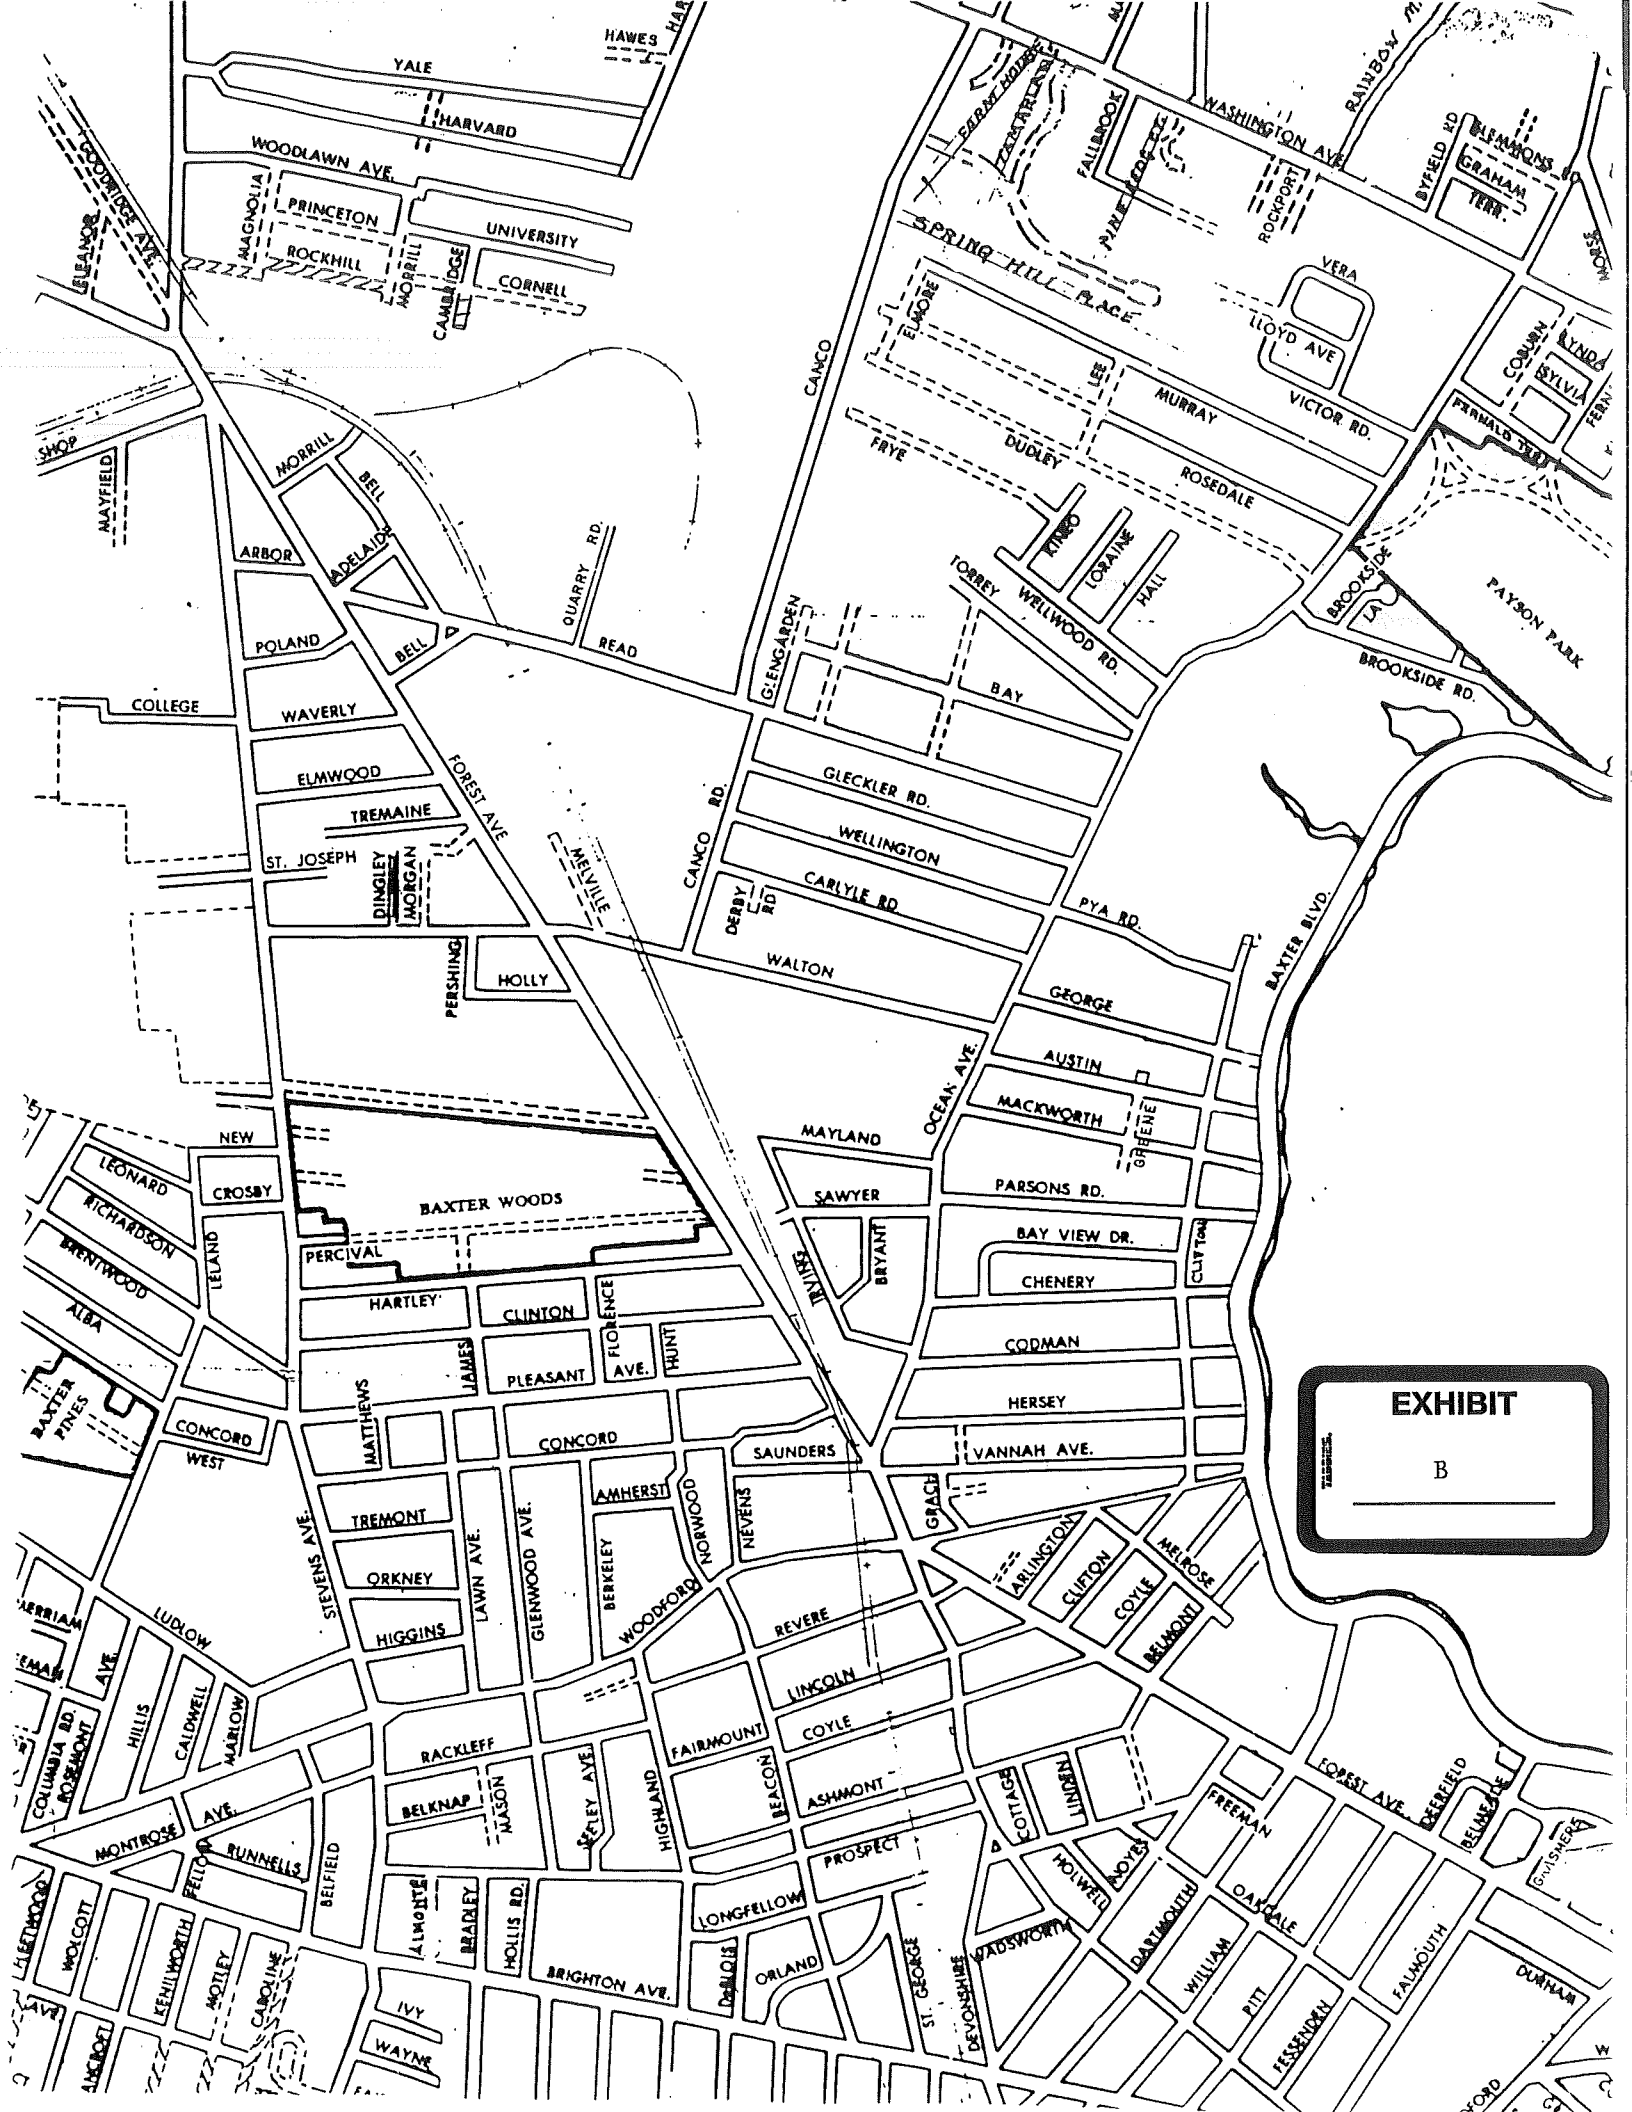 HAWES
YALE
HARVARD
WOODLAWN AVE.
GOODRIDGE AVE.
ELEANOR
MAGNOLIA
PRINCETON
UNIVERSITY
ROCKHILL
MORRILL
CAMBRIDGE
CORNELL
TAMARLANE
FALLBROOK
WASHINGTON AVE
RAINBOW
BYFIELD RD
CLEMMONS
GRAHAM
TERR.
ROCKPORT
MORSE
SPRING HILL PLACE
VERA
LLOYD AVE
VICTOR RD.
ELMORE
LEE
MURRAY
COBURN
LYNDA
SYLVIA
FERNALD TER
CANCO
FRYE
DUDLEY
ROSEDALE
SHOP
MAYFIELD
MORRILL
BELL
ARBOR
ADELAIDE
QUARRY RD.
KINEO
LORAINE
HALL
TORREY
WELLWOOD RD.
BROOKSIDE
LA
PAYSON PARK
BROOKSIDE RD.
POLAND
BELL
READ
GLENGARDEN
BAY
COLLEGE
WAVERLY
ELMWOOD
FOREST AVE
TREMAINE
ST. JOSEPH
DINGLEY
MORGAN
MELVILLE
CANCO RD.
GLECKLER RD.
WELLINGTON
CARLYLE RD.
DERBY RD
PYA RD.
BAXTER BLVD.
WALTON
PERSHING
HOLLY
GEORGE
OCEAN AVE.
AUSTIN
MACKWORTH
GREENE
NEW
MAYLAND
LEONARD
CROSBY
BAXTER WOODS
SAWYER
PARSONS RD.
RICHARDSON
BRENTWOOD
LELAND
PERCIVAL
IRVING
BRYANT
BAY VIEW DR.
CLIFTON
CHENERY
ALBA
HARTLEY
CLINTON
FLORENCE
HUNT
JAMES
PLEASANT AVE.
CODMAN
BAXTER
PINES
MATTHEWS
HERSEY
EXHIBIT
B
CONCORD
WEST
CONCORD
SAUNDERS
VANNAH AVE.
AMHERST
NORWOOD
NEVENS
GRACE
STEVENS AVE.
TREMONT
LAWN AVE.
GLENWOOD AVE.
BERKELEY
ORKNEY
ARLINGTON
CLIFTON
MELROSE
COYLE
BELMONT
MERRIAM
LUDLOW
HIGGINS
WOODFORD
REVERE
LINCOLN
AVE.
COLUMBIA RD.
ROSEMONT
HILLIS
CALDWELL
MARLOW
RACKLEFF
FAIRMOUNT
COYLE
BELKNAP
MASON
SEELEY AVE.
HIGHLAND
BEACON
ASHMONT
COTTAGE
LINDEN
FREEMAN
FOREST AVE.
DEERFIELD
BELMEADE
MONTROSE AVE.
RUNNELLS
BELFIELD
PROSPECT
HOLWELL
NOYES
FLEETWOOD
WOLCOTT
KENILWORTH
MOTLEY
CAROLINE
ALMONTE
BRADLEY
HOLLIS RD.
LONGFELLOW
DEBLOIS
ORLAND
ST. GEORGE
DEVONSHIRE
WADSWORTH
DARTMOUTH
OAKDALE
WILLIAM
PITT
FESSENDEN
FALMOUTH
DURHAM
BRIGHTON AVE.
IVY
WAYNE